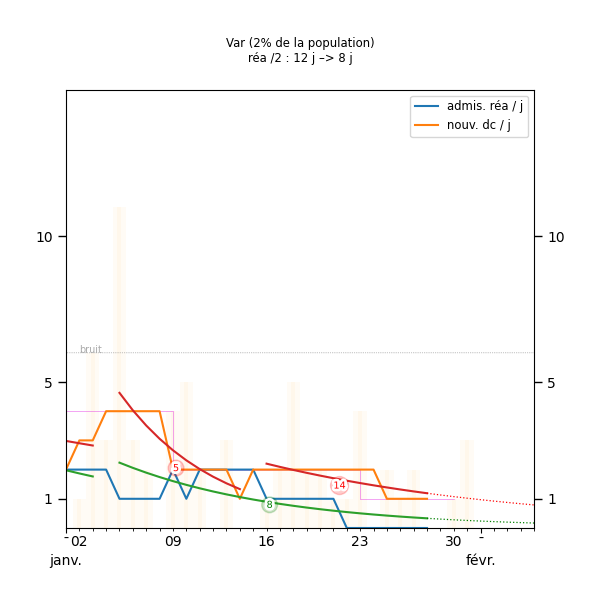 Var (2% de la population)
réa /2 : 12 j –> 8 j
admis. réa / j
nouv. dc / j
10
10
bruit
5
5
5
14
8
1
1
02
09
16
23
30
janv.
févr.